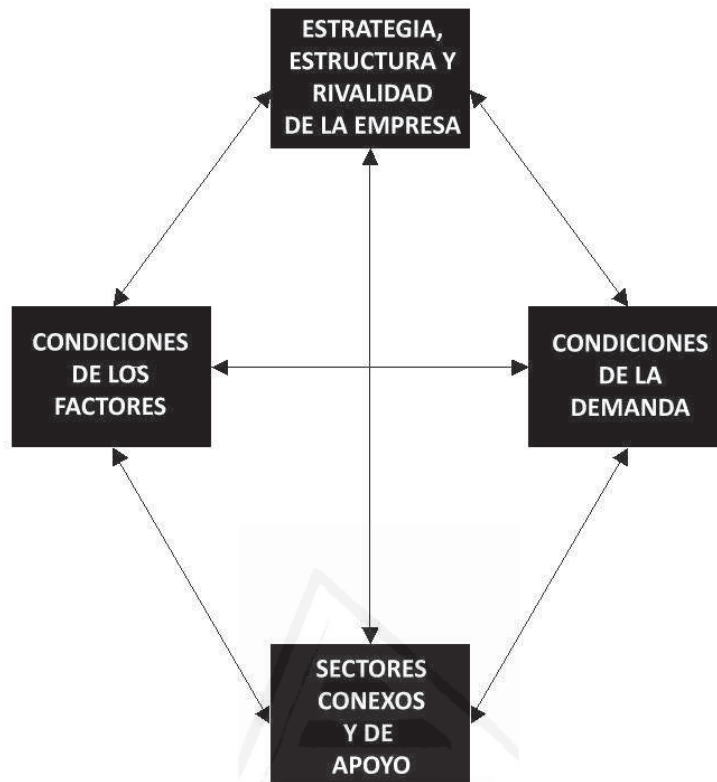 ESTRATEGIA,
ESTRUCTURA Y
RIVALIDAD
DE LA EMPRESA
CONDICIONES
DE LOS
FACTORES
CONDICIONES
DE LA
DEMANDA
SECTORES
CONEXOS
Y DE
APOYO